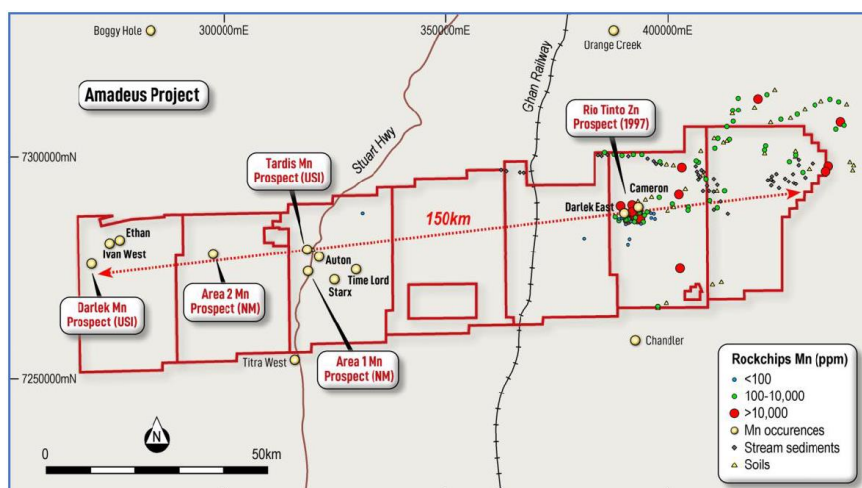 300000mE
350000mE
400000mE
Boggy Hole
Orange Creek
Amadeus Project
Stuart Hwy
Ghan Railway
Rio Tinto Zn
Prospect (1997)
7300000mN
Tardis Mn
Prospect (USI)
Cameron
Darlek East
150km
Ethan
Ivan West
Auton
Time Lord
Starx
Darlek Mn
Prospect (USI)
Area 2 Mn
Prospect (NM)
Area 1 Mn
Prospect (NM)
Titra West
Chandler
7250000mN
N
0
50km
Rockchips Mn (ppm)
<100
100-10,000
>10,000
Mn occurences
Stream sediments
Soils